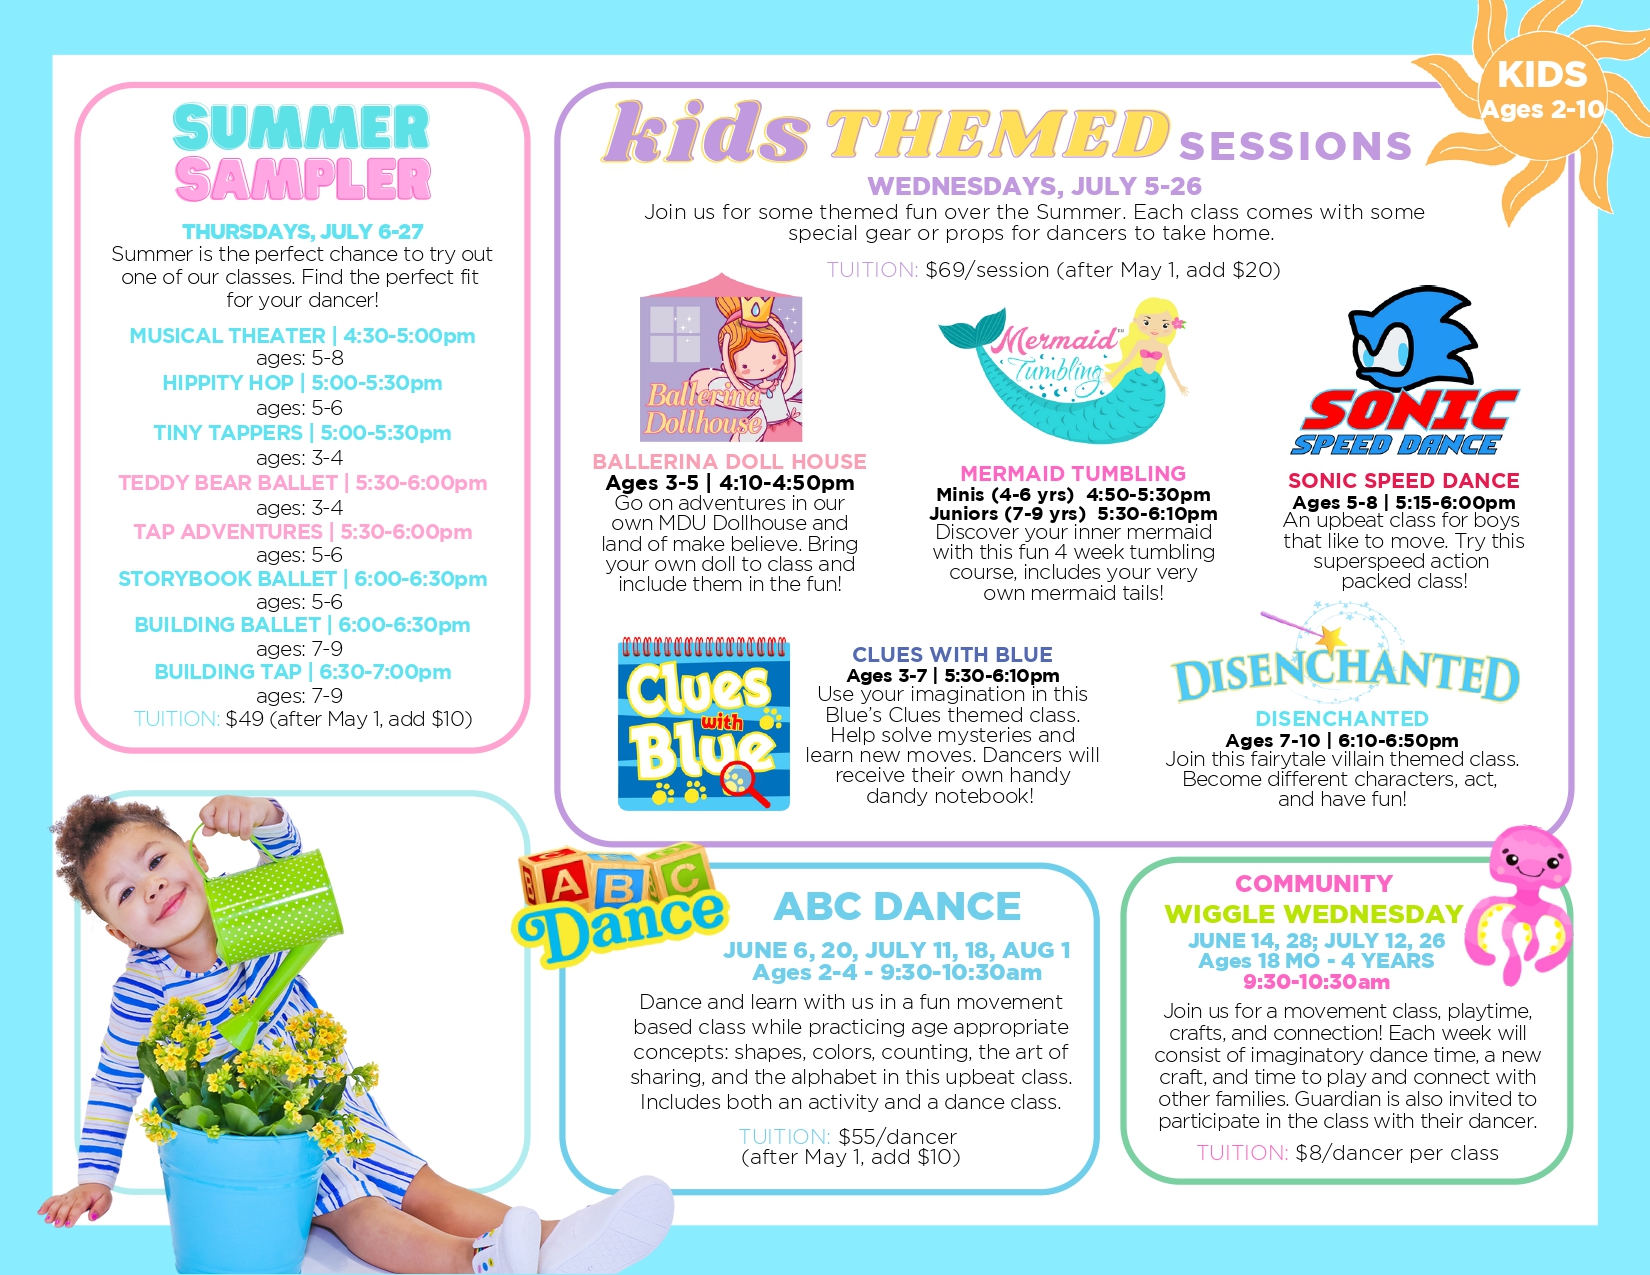 KIDS
Ages 2-10
SUMMER
SAMPLER
THURSDAYS, JULY 6-27
Summer is the perfect chance to try out
one of our classes. Find the perfect fit
for your dancer!
MUSICAL THEATER | 4:30-5:00pm
ages: 5-8
HIPPITY HOP | 5:00-5:30pm
ages: 5-6
TINY TAPPERS | 5:00-5:30pm
ages: 3-4
TEDDY BEAR BALLET | 5:30-6:00pm
ages: 3-4
TAP ADVENTURES | 5:30-6:00pm
ages: 5-6
STORYBOOK BALLET | 6:00-6:30pm
ages: 5-6
BUILDING BALLET | 6:00-6:30pm
ages: 7-9
BUILDING TAP | 6:30-7:00pm
ages: 7-9
TUITION: $49 (after May 1, add $10)
kids THEMED SESSIONS
WEDNESDAYS, JULY 5-26
Join us for some themed fun over the Summer. Each class comes with some
special gear or props for dancers to take home.
TUITION: $69/session (after May 1, add $20)
Ballerina
Dollhouse
BALLERINA DOLL HOUSE
Ages 3-5 | 4:10-4:50pm
Go on adventures in our
own MDU Dollhouse and
land of make believe. Bring
your own doll to class and
include them in the fun!
Mermaid™
Tumbling
MERMAID TUMBLING
Minis (4-6 yrs) 4:50-5:30pm
Juniors (7-9 yrs) 5:30-6:10pm
Discover your inner mermaid
with this fun 4 week tumbling
course, includes your very
own mermaid tails!
SONIC
SPEED DANCE
SONIC SPEED DANCE
Ages 5-8 | 5:15-6:00pm
An upbeat class for boys
that like to move. Try this
superspeed action
packed class!
Clues
with
Blue
CLUES WITH BLUE
Ages 3-7 | 5:30-6:10pm
Use your imagination in this
Blue's Clues themed class.
Help solve mysteries and
learn new moves. Dancers will
receive their own handy
dandy notebook!
DISENCHANTED
DISENCHANTED
Ages 7-10 | 6:10-6:50pm
Join this fairytale villain themed class.
Become different characters, act,
and have fun!
ABC
Dance
ABC DANCE
JUNE 6, 20, JULY 11, 18, AUG 1
Ages 2-4 - 9:30-10:30am
Dance and learn with us in a fun movement
based class while practicing age appropriate
concepts: shapes, colors, counting, the art of
sharing, and the alphabet in this upbeat class.
Includes both an activity and a dance class.
TUITION: $55/dancer
(after May 1, add $10)
COMMUNITY
WIGGLE WEDNESDAY
JUNE 14, 28; JULY 12, 26
Ages 18 MO - 4 YEARS
9:30-10:30am
Join us for a movement class, playtime,
crafts, and connection! Each week will
consist of imaginatory dance time, a new
craft, and time to play and connect with
other families. Guardian is also invited to
participate in the class with their dancer.
TUITION: $8/dancer per class